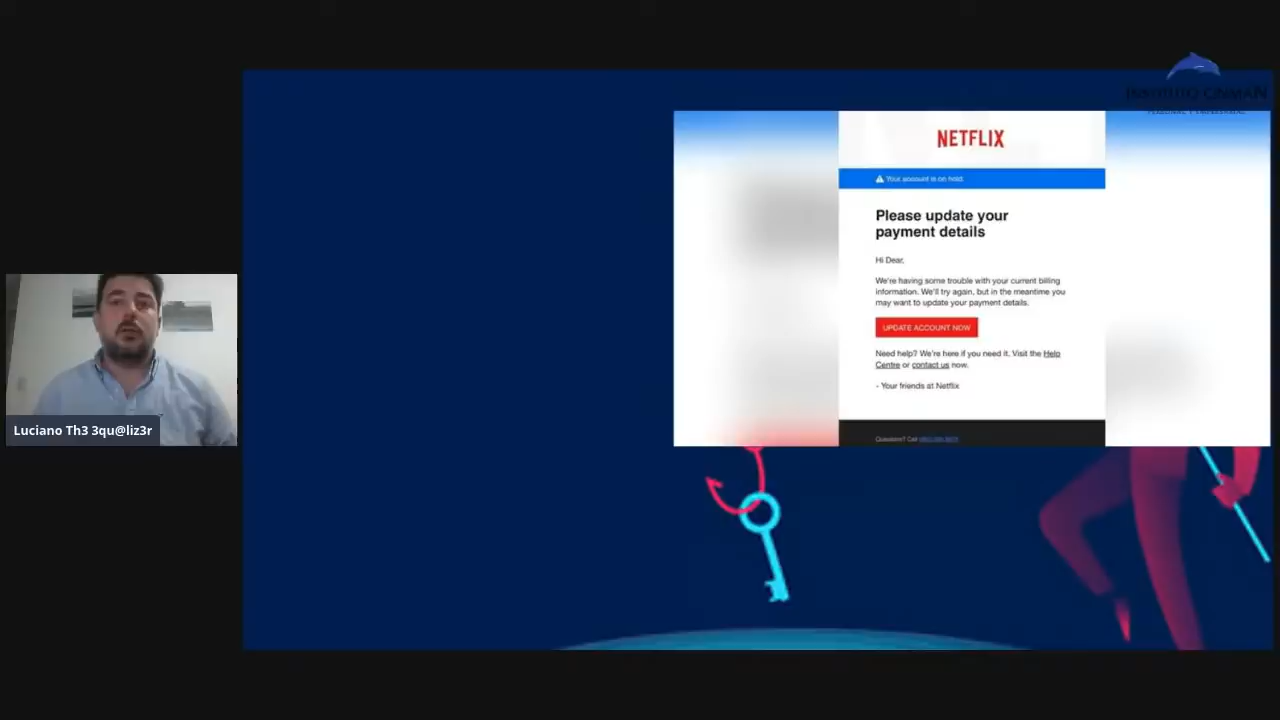 NETFLIX
Your account is on hold.
Please update your
payment details
Hi Dear,
We're having some trouble with your current billing
information. We'll try again, but in the meantime you
may want to update your payment details.
UPDATE ACCOUNT NOW
Need help? We're here if you need it. Visit the Help
Centre or contact us now.
- Your friends at Netflix
Questions? Call
Luciano Th3 3qu@liz3r